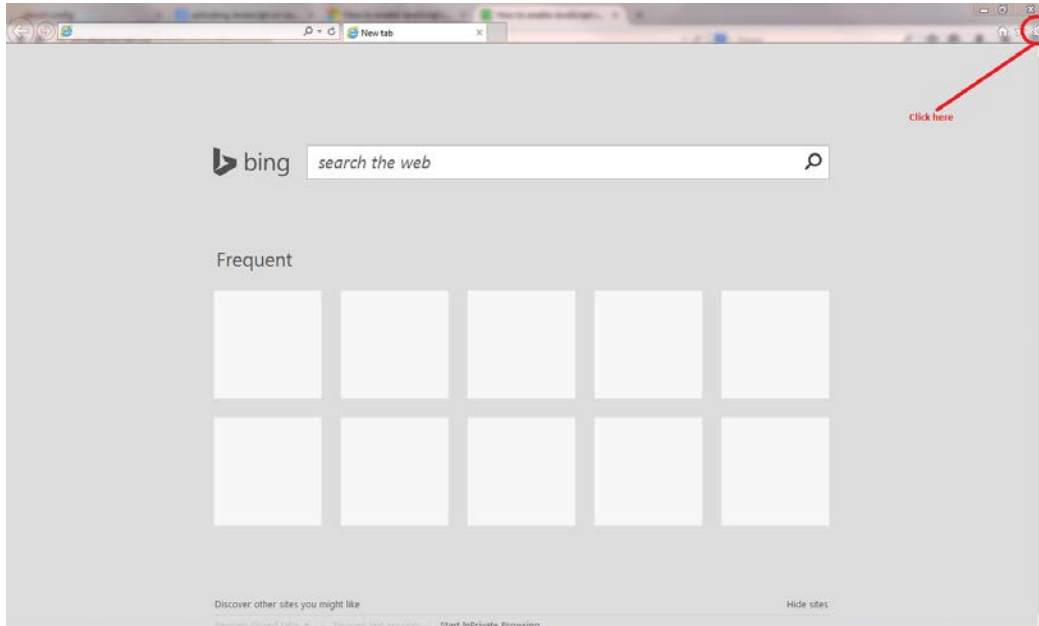 New tab
Click here
bing
search the web
Frequent
Discover other sites you might like
Hide sites
Start InPrivate Browsing